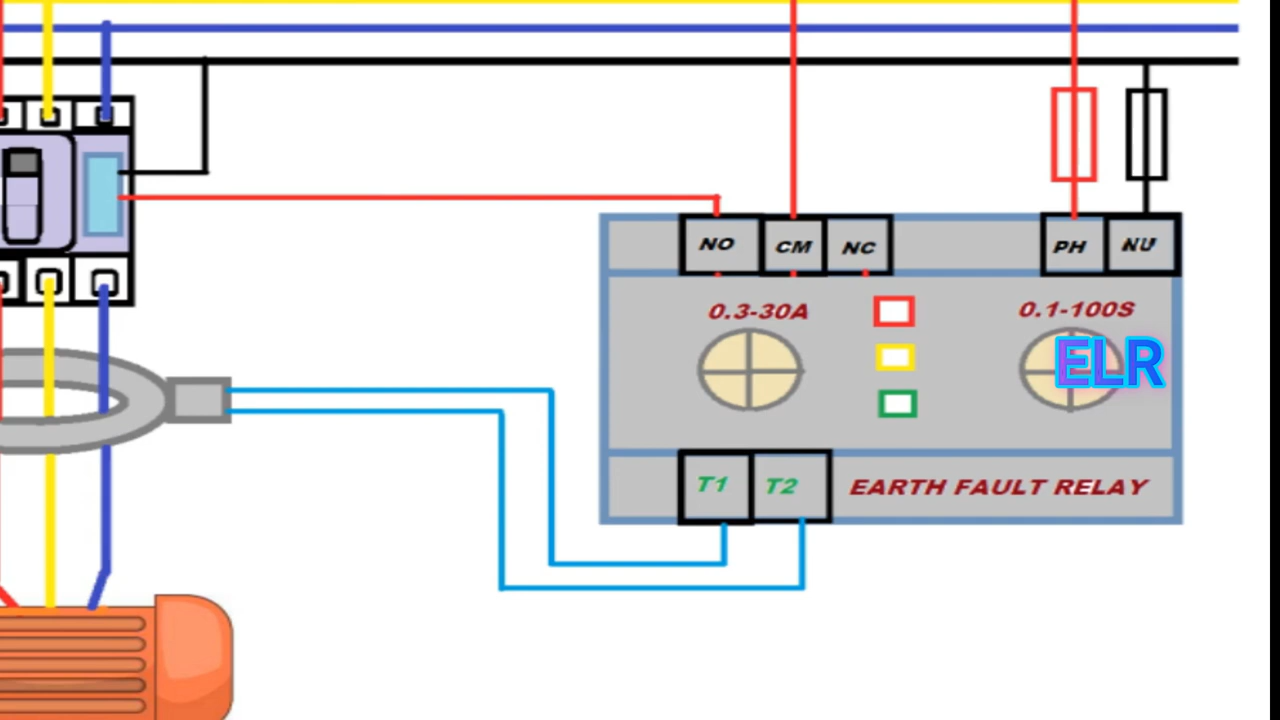 NO CM NC PH NU
0.3-30A 0.1-100S
ELR
T1 T2 EARTH FAULT RELAY